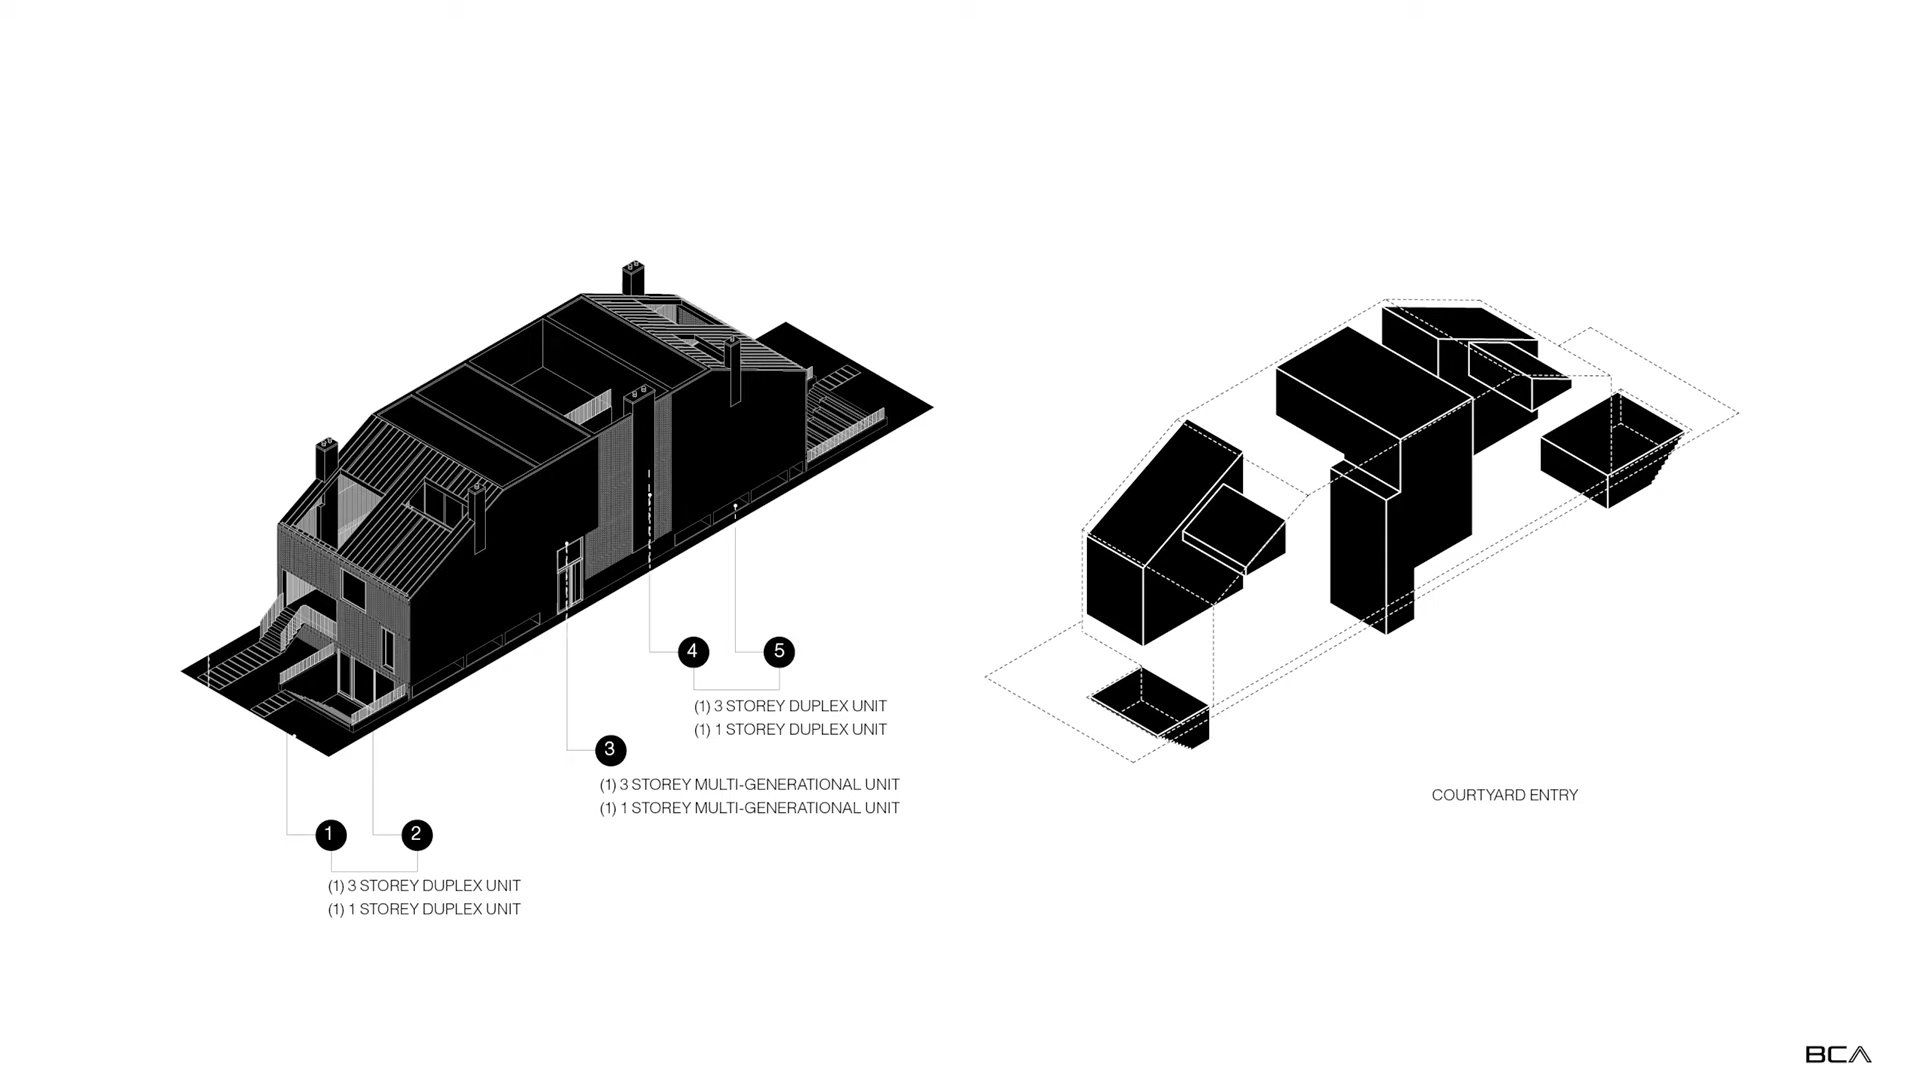 4
5
(1) 3 STOREY DUPLEX UNIT
(1) 1 STOREY DUPLEX UNIT
3
(1) 3 STOREY MULTI-GENERATIONAL UNIT
(1) 1 STOREY MULTI-GENERATIONAL UNIT
1
2
(1) 3 STOREY DUPLEX UNIT
(1) 1 STOREY DUPLEX UNIT
COURTYARD ENTRY
BCA